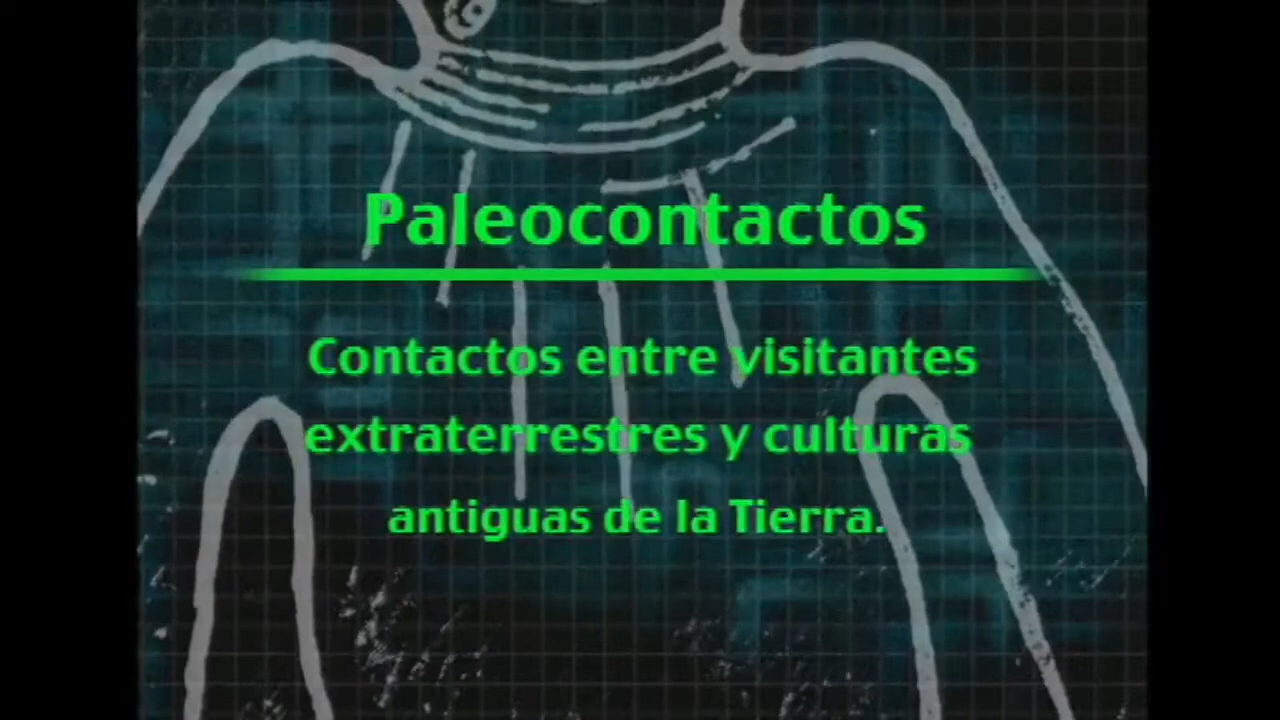 Paleocontactos
Contactos entre visitantes
extraterrestres y culturas
antiguas de la Tierra.